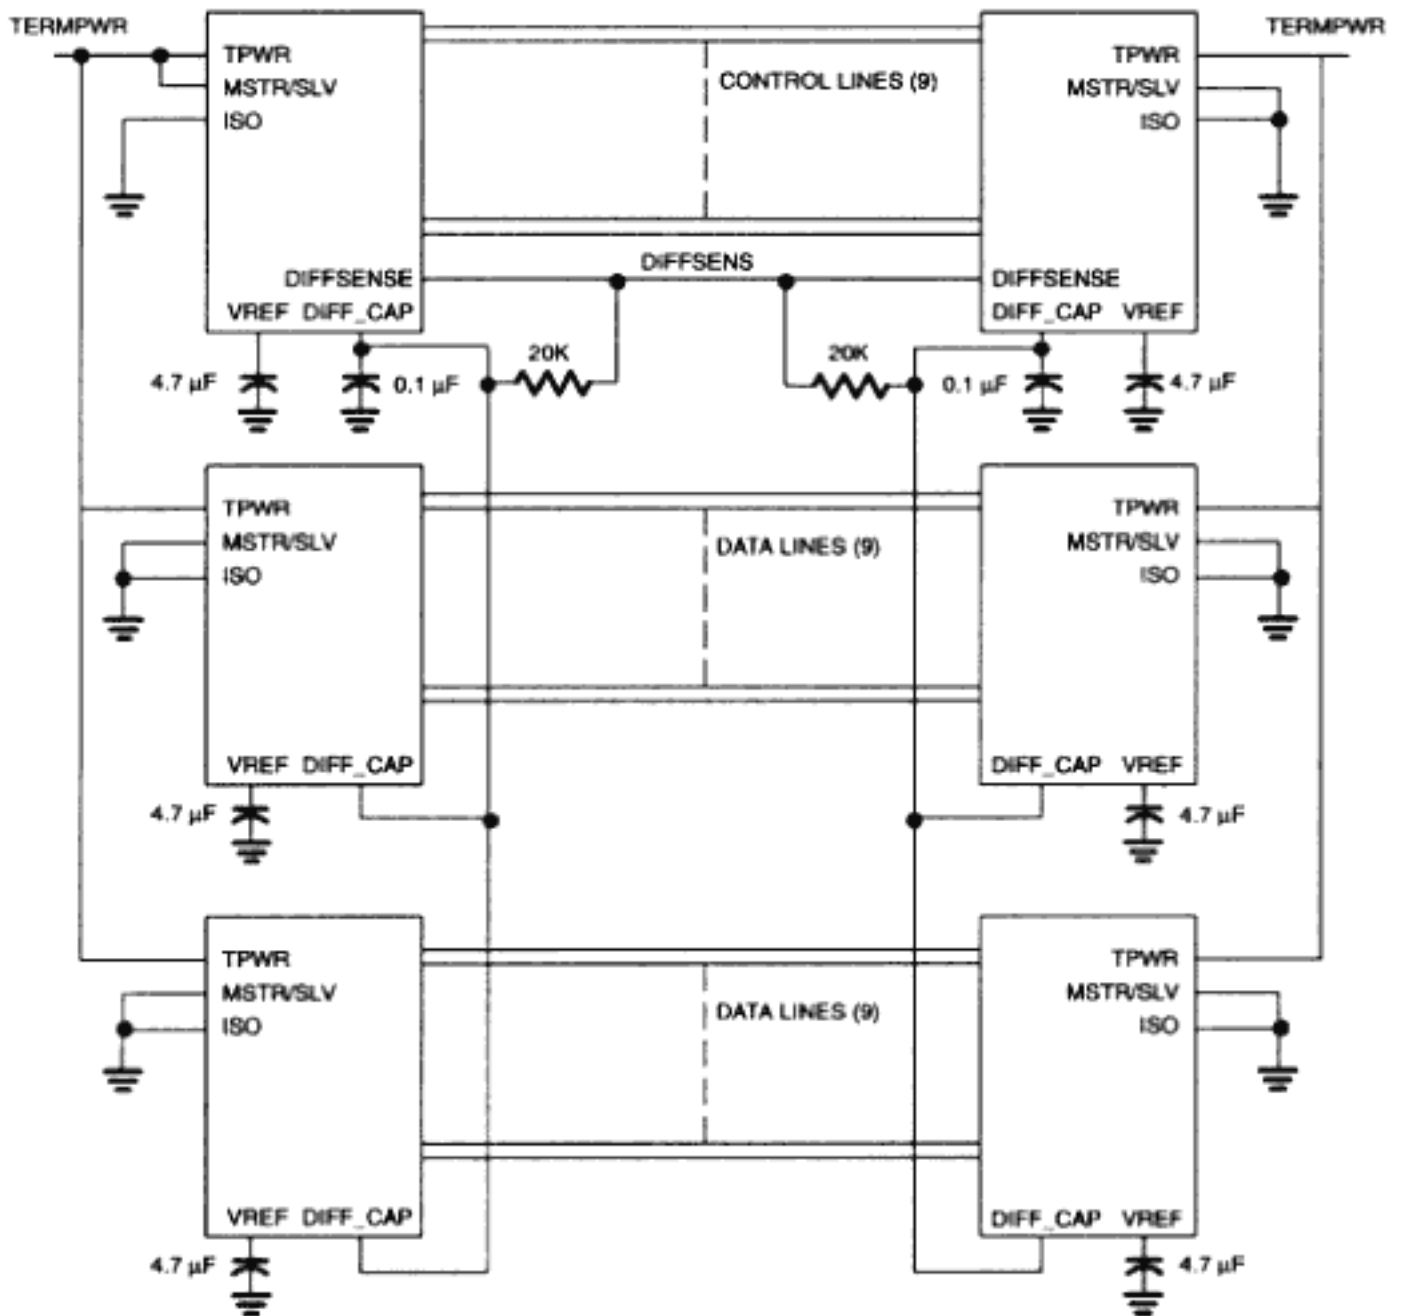 TERMPWR
TERMPWR
TPWR
MSTR/SLV
ISO
CONTROL LINES (9)
TPWR
MSTR/SLV
ISO
DIFFSENSE
DIFFSENS
DIFFSENSE
VREF DIFF_CAP
DIFF_CAP VREF
4.7 µF
0.1 µF
20K
20K
0.1 µF
4.7 µF
TPWR
MSTR/SLV
ISO
DATA LINES (9)
TPWR
MSTR/SLV
ISO
VREF DIFF_CAP
DIFF_CAP VREF
4.7 µF
4.7 µF
TPWR
MSTR/SLV
ISO
DATA LINES (9)
TPWR
MSTR/SLV
ISO
VREF DIFF_CAP
DIFF_CAP VREF
4.7 µF
4.7 µF